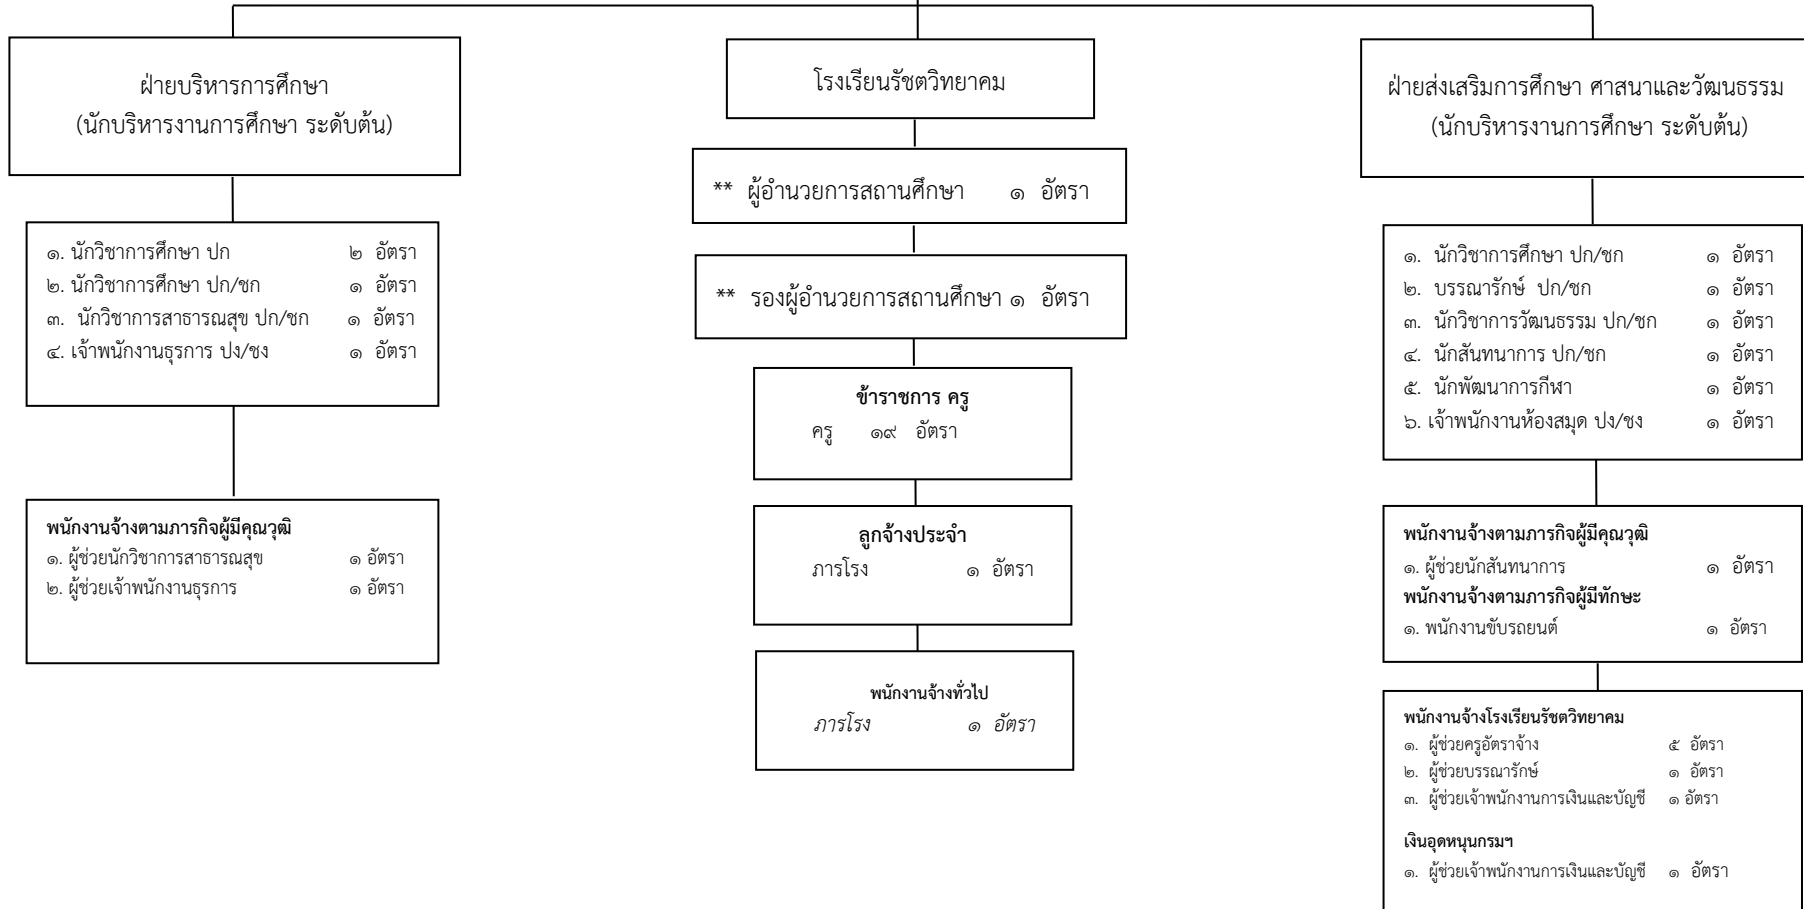 ฝ่ายบริหารการศึกษา
(นักบริหารงานการศึกษา ระดับต้น)
๑. นักวิชาการศึกษา ปก ๒ อัตรา
๒. นักวิชาการศึกษา ปก/ชก ๑ อัตรา
๓. นักวิชาการสาธารณสุข ปก/ชก ๑ อัตรา
๔. เจ้าพนักงานธุรการ ปง/ชง ๑ อัตรา
พนักงานจ้างตามภารกิจผู้มีคุณวุฒิ
๑. ผู้ช่วยนักวิชาการสาธารณสุข ๑ อัตรา
๒. ผู้ช่วยเจ้าพนักงานธุรการ ๑ อัตรา
โรงเรียนรัชตวิทยาคม
** ผู้อำนวยการสถานศึกษา ๑ อัตรา
** รองผู้อำนวยการสถานศึกษา ๑ อัตรา
ข้าราชการ ครู
ครู ๑๙ อัตรา
ลูกจ้างประจำ
ภารโรง ๑ อัตรา
พนักงานจ้างทั่วไป
ภารโรง ๑ อัตรา
ฝ่ายส่งเสริมการศึกษา ศาสนาและวัฒนธรรม
(นักบริหารงานการศึกษา ระดับต้น)
๑. นักวิชาการศึกษา ปก/ชก ๑ อัตรา
๒. บรรณารักษ์ ปก/ชก ๑ อัตรา
๓. นักวิชาการวัฒนธรรม ปก/ชก ๑ อัตรา
๔. นักสันทนาการ ปก/ชก ๑ อัตรา
๕. นักพัฒนาการกีฬา ๑ อัตรา
๖. เจ้าพนักงานห้องสมุด ปง/ชง ๑ อัตรา
พนักงานจ้างตามภารกิจผู้มีคุณวุฒิ
๑. ผู้ช่วยนักสันทนาการ ๑ อัตรา
พนักงานจ้างตามภารกิจผู้มีทักษะ
๑. พนักงานขับรถยนต์ ๑ อัตรา
พนักงานจ้างโรงเรียนรัชตวิทยาคม
๑. ผู้ช่วยครูอัตราจ้าง ๕ อัตรา
๒. ผู้ช่วยบรรณารักษ์ ๑ อัตรา
๓. ผู้ช่วยเจ้าพนักงานการเงินและบัญชี ๑ อัตรา
เงินอุดหนุนกรมฯ
๑. ผู้ช่วยเจ้าพนักงานการเงินและบัญชี ๑ อัตรา